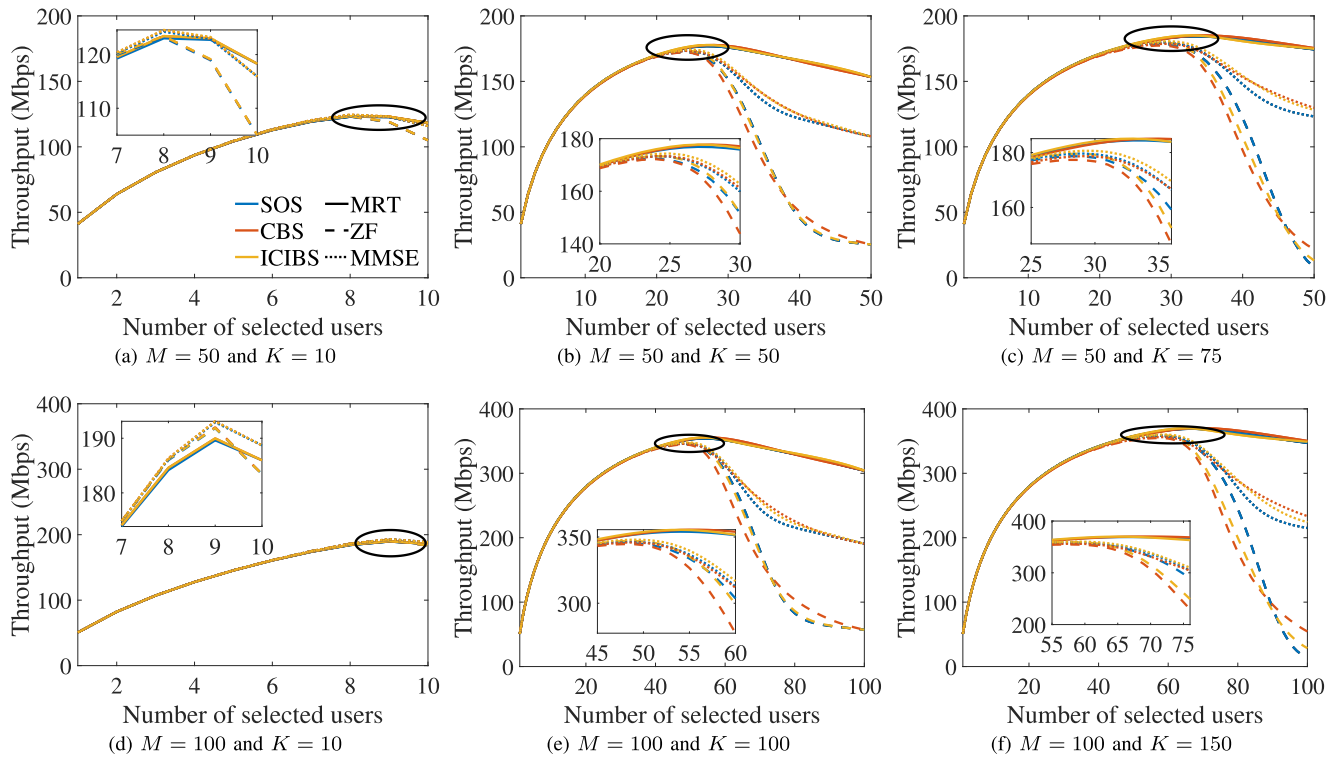 200
150
100
50
0
Throughput (Mbps)
120
110
7 8 9 10
SOS MRT
CBS ZF
ICIBS MMSE
2 4 6 8 10
Number of selected users
(a) M = 50 and K = 10
200
150
100
50
0
Throughput (Mbps)
180
160
140
20 25 30
10 20 30 40 50
Number of selected users
(b) M = 50 and K = 50
200
150
100
50
0
Throughput (Mbps)
180
160
25 30 35
10 20 30 40 50
Number of selected users
(c) M = 50 and K = 75
400
300
200
100
0
Throughput (Mbps)
190
180
7 8 9 10
2 4 6 8 10
Number of selected users
(d) M = 100 and K = 10
400
300
200
100
0
Throughput (Mbps)
350
300
45 50 55 60
20 40 60 80 100
Number of selected users
(e) M = 100 and K = 100
400
300
200
100
0
Throughput (Mbps)
400
300
200
55 60 65 70 75
20 40 60 80 100
Number of selected users
(f) M = 100 and K = 150